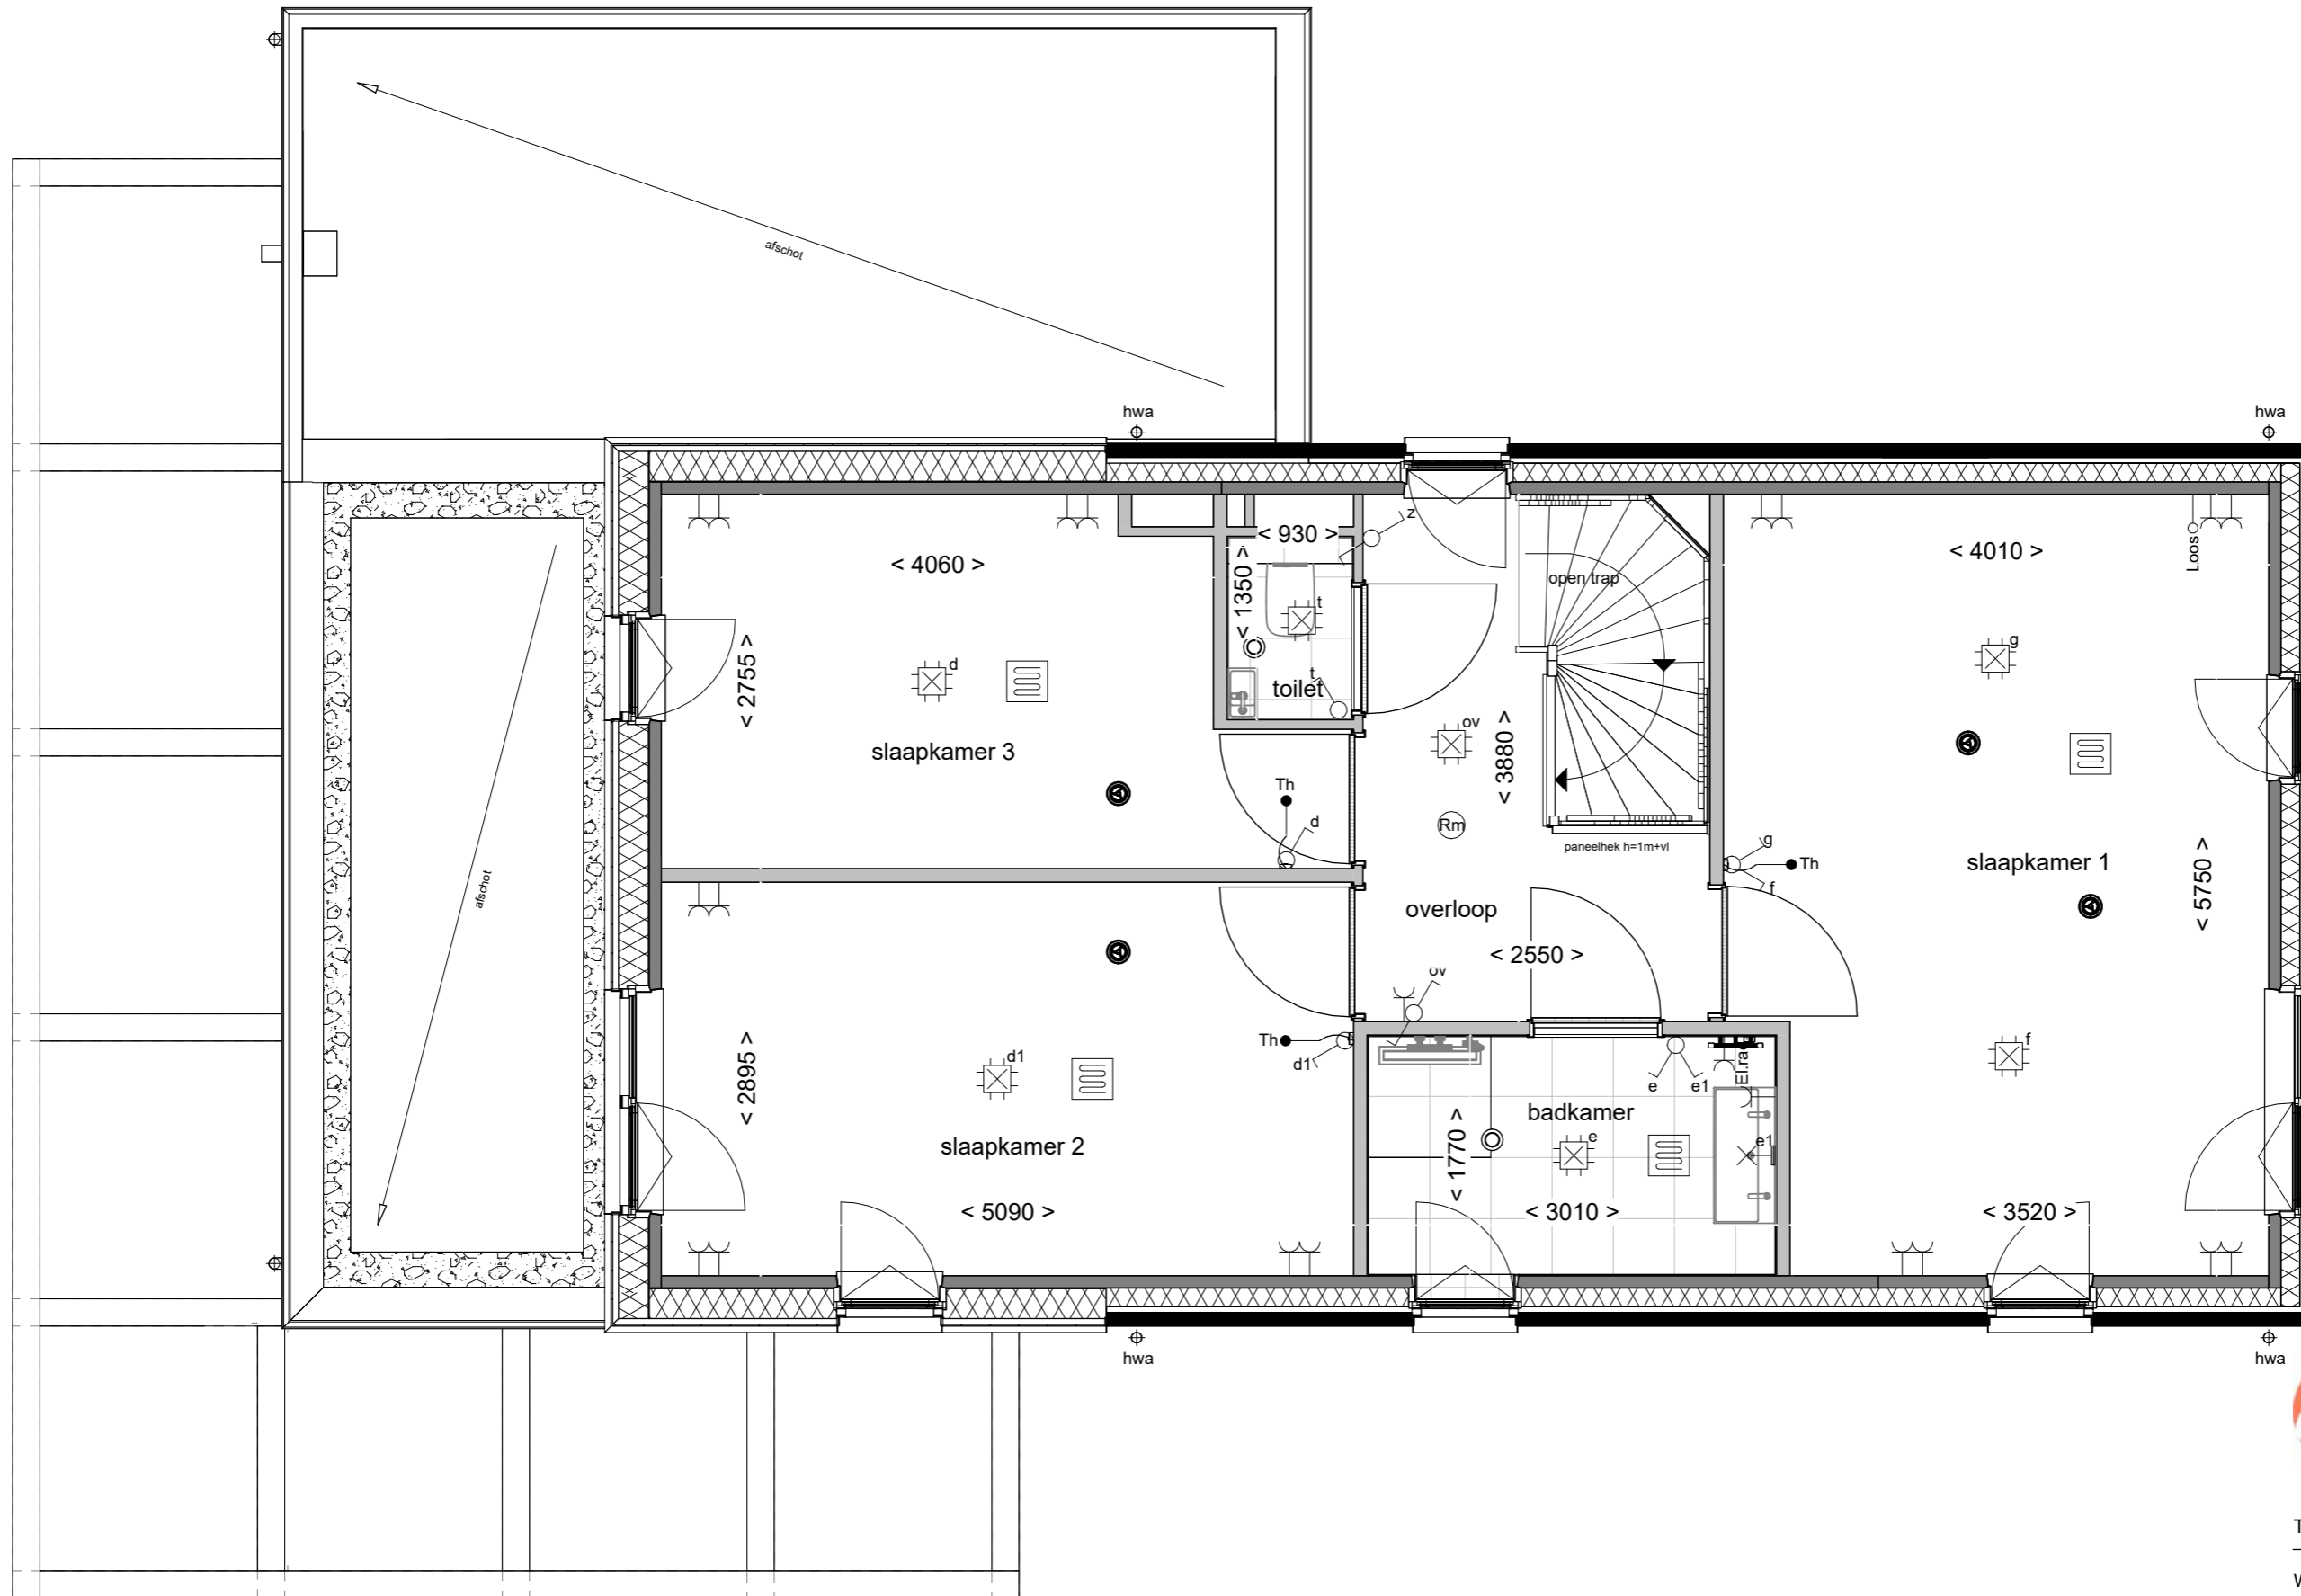 afschot
hwa
hwa
z
< 930 >
< 4060 >
< 1350 >
open trap
< 4010 >
Loos
t
d
g
< 2755 >
t
toilet
ov
< 3880 >
slaapkamer 3
Th
d
Rm
paneelhek h=1m+vl
g
Th
f
slaapkamer 1
< 5750 >
afschot
overloop
< 2550 >
ov
Th
d1
d1
< 2895 >
e
e1
El.ra
f
slaapkamer 2
badkamer
< 1770 >
e
e1
< 5090 >
< 3010 >
< 3520 >
hwa
hwa